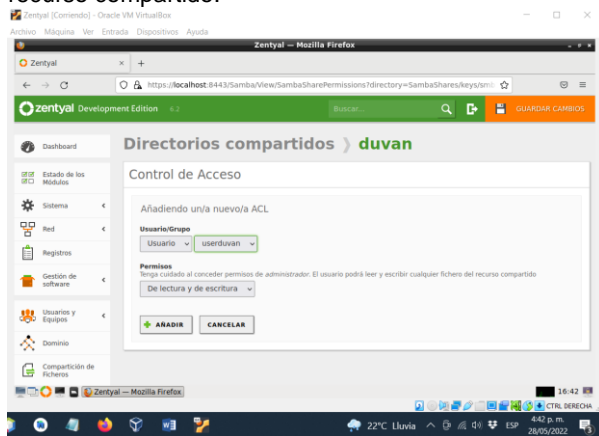 recurso compartido.
Zentyal [Corriendo] - Oracle VM VirtualBox
Archivo Máquina Ver Entrada Dispositivos Ayuda
Zentyal — Mozilla Firefox
Zentyal
https://localhost:8443/Samba/View/SambaSharePermissions?directory=SambaShares/keys/sm
zentyal Development Edition 6.2
Buscar...
GUARDAR CAMBIOS
Dashboard
Estado de los Módulos
Sistema
Red
Registros
Gestión de software
Usuarios y Equipos
Dominio
Compartición de Ficheros
Directorios compartidos duvan
Control de Acceso
Añadiendo un/a nuevo/a ACL
Usuario/Grupo
Usuario userduvan
Permisos
Tenga cuidado al conceder permisos de administrador. El usuario podrá leer y escribir cualquier fichero del recurso compartido
De lectura y de escritura
AÑADIR CANCELAR
Zentyal — Mozilla Firefox
16:42
CTRL DERECHA
22°C Lluvia
ESP
4:42 p. m.
28/05/2022
3